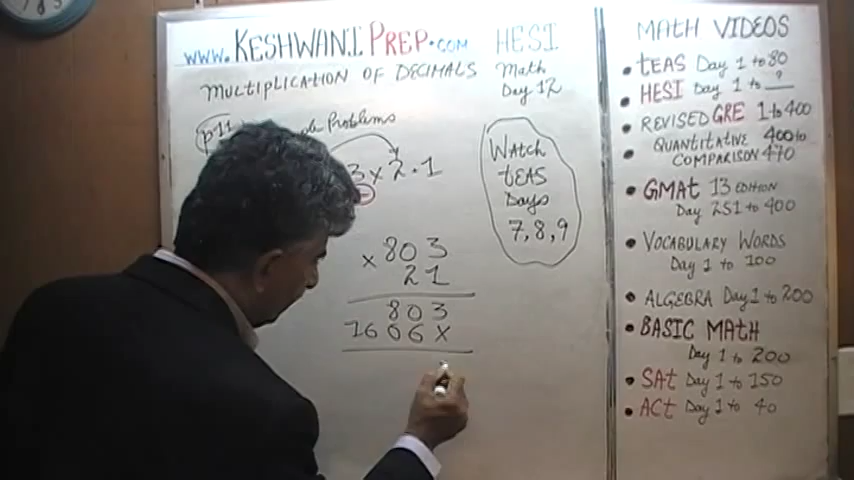 www.KESHWANIPREP.COM HESI
MULTIPLICATION OF DECIMALS Math
Day 12
p11 Problems
3 x 2.1
x 803
21
803
1606x
WATCH
tEAS
Days
7,8,9
MATH VIDEOS
• tEAS Day 1 to 80
• HESI Day 1 to ?
• REVISED GRE 1 to 400
• QUANTITATIVE 400 to
COMPARISON 470
• GMAt 13 EDITION
Day 251 to 400
• VOCABULARY WORDS
Day 1 to 100
• ALGEBRA Day 1 to 200
• BASIC MATH
Day 1 to 200
• SAt Day 1 to 150
• ACt Day 1 to 40